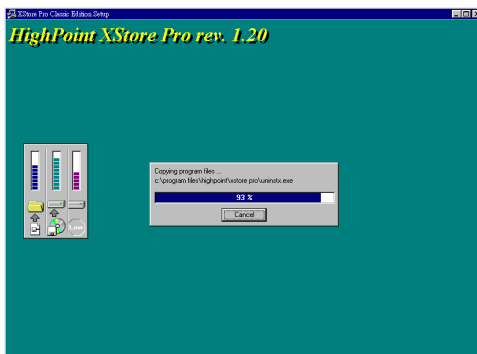 XStore Pro Classic Edition Setup
HighPoint XStore Pro rev. 1.20
Copying program files ...
c:\program files\highpoint\xstore pro\uninstx.exe
93 %
Cancel
Low